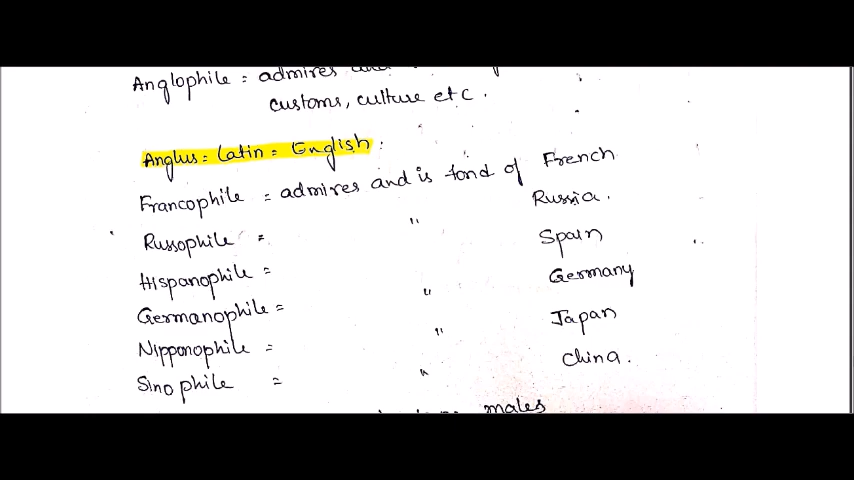 Anglophile = admires and
customs, culture etc.
Anglus = Latin = English.
Francophile = admires and is fond of French
Russophile = " Russia.
Hispanophile = Spain
Germanophile = " Germany
Nipponophile = " Japan
Sinophile = " China.
males